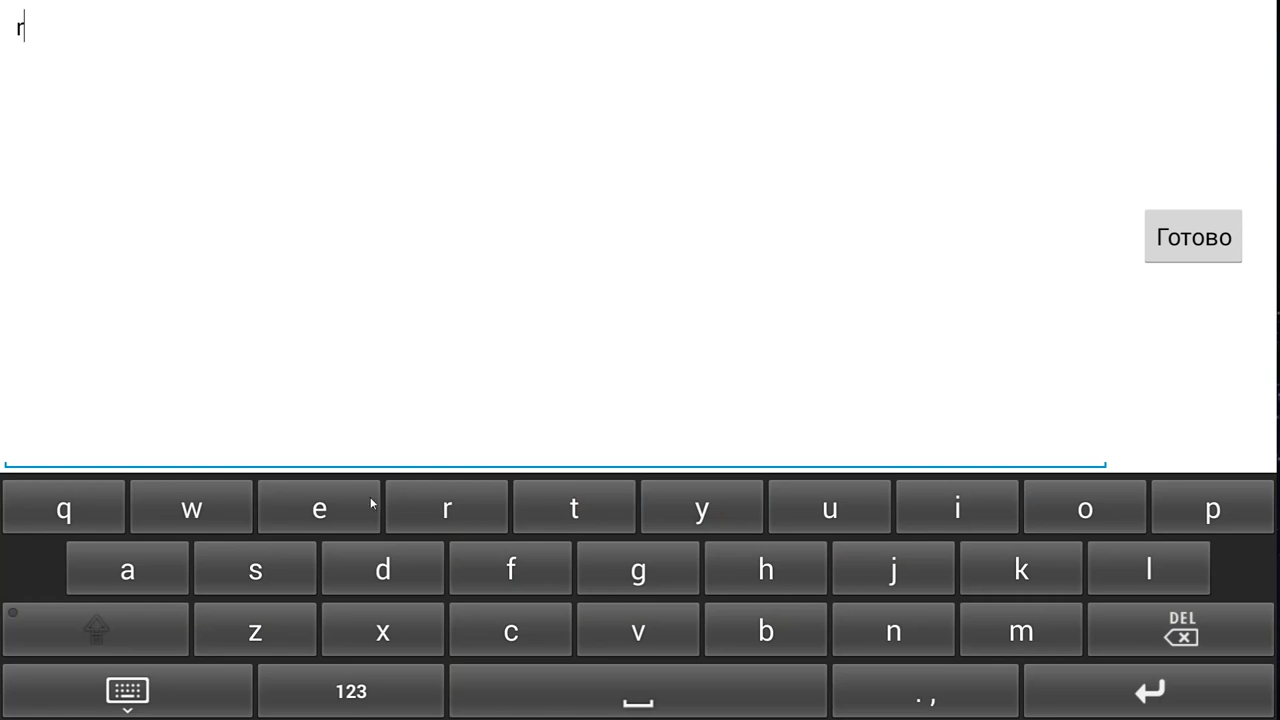 r
Готово
q w e r t y u i o p
a s d f g h j k l
z x c v b n m DEL
123 . ,